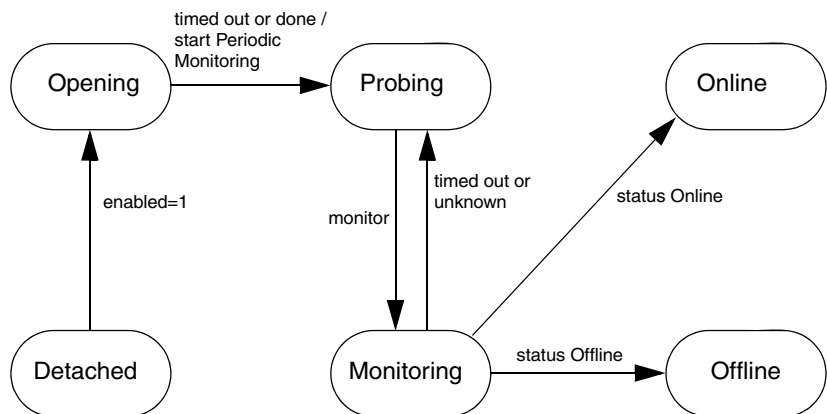 timed out or done /
start Periodic
Monitoring
Opening
Probing
Online
enabled=1
monitor
timed out or
unknown
status Online
Detached
Monitoring
status Offline
Offline